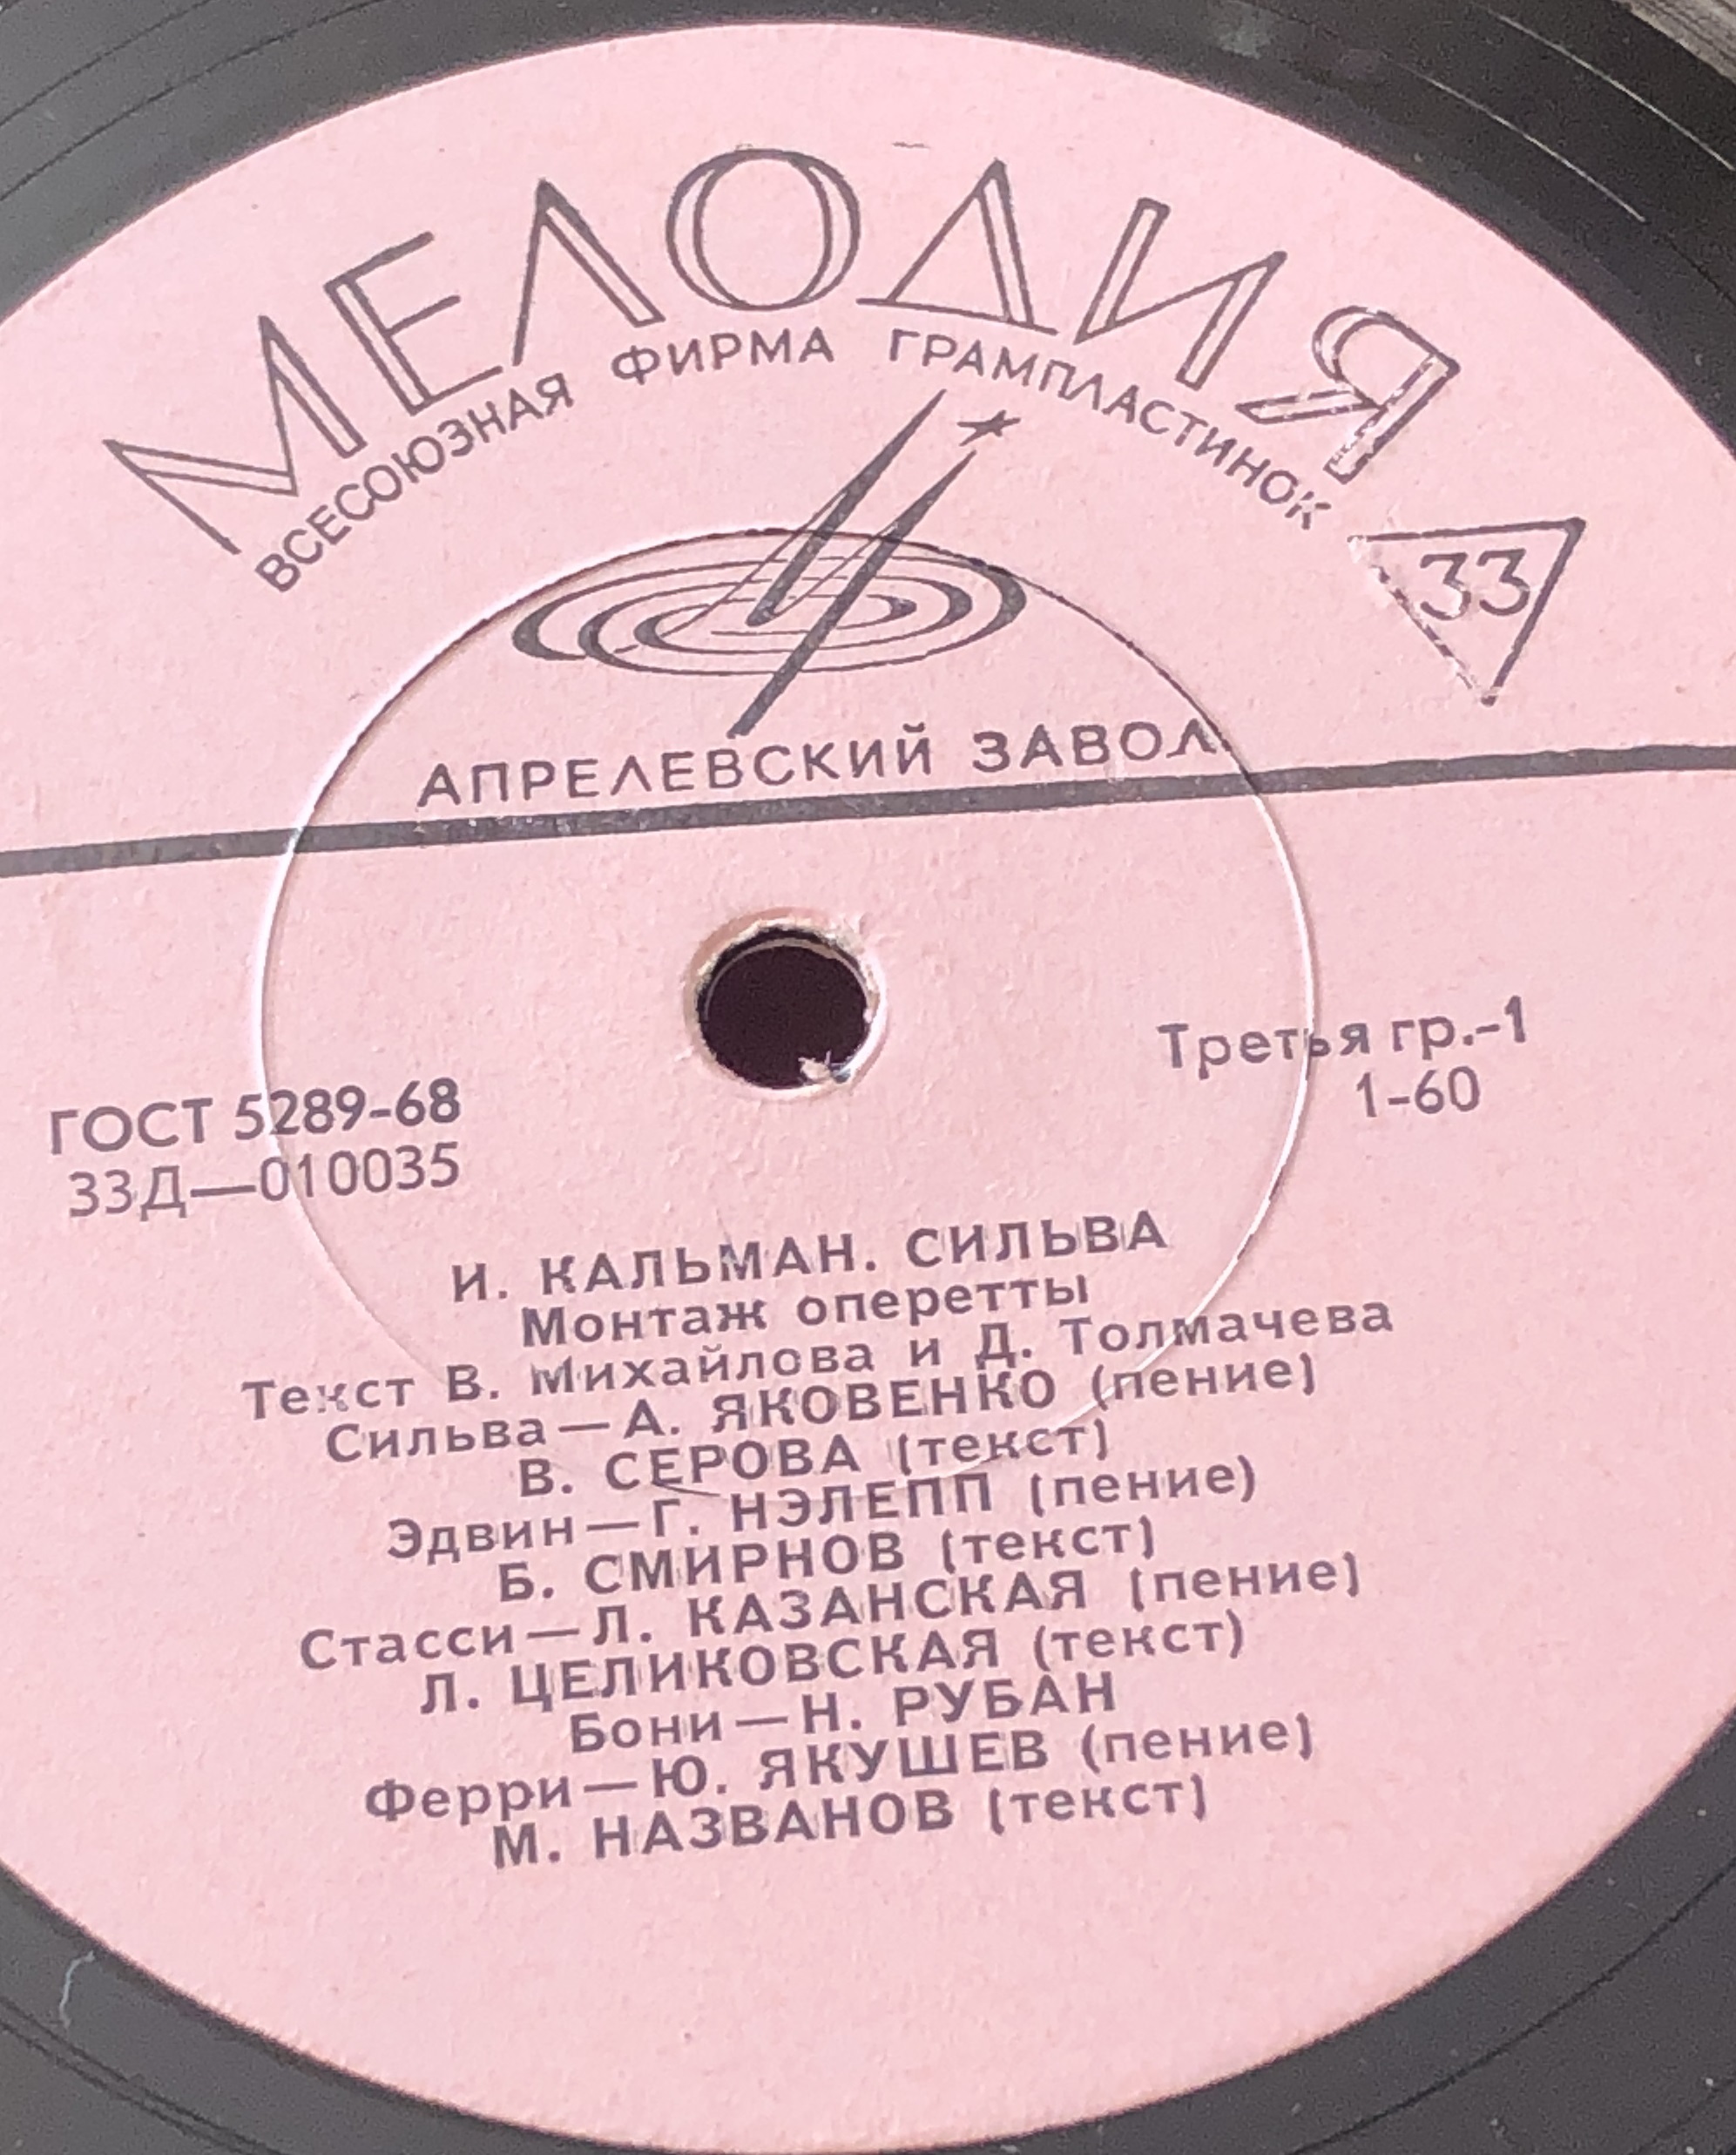 МЕЛОДИЯ
ВСЕСОЮЗНАЯ ФИРМА ГРАМПЛАСТИНОК
33
АПРЕЛЕВСКИЙ ЗАВОД
ГОСТ 5289-68
33Д—010035
Третья гр.-1
1-60
И. КАЛЬМАН. СИЛЬВА
Монтаж оперетты
Текст В. Михайлова и Д. Толмачева
Сильва—А. ЯКОВЕНКО (пение)
В. СЕРОВА (текст)
Эдвин—Г. НЭЛЕПП (пение)
Б. СМИРНОВ (текст)
Стасси—Л. КАЗАНСКАЯ (пение)
Л. ЦЕЛИКОВСКАЯ (текст)
Бони—Н. РУБАН
Ферри—Ю. ЯКУШЕВ (пение)
М. НАЗВАНОВ (текст)